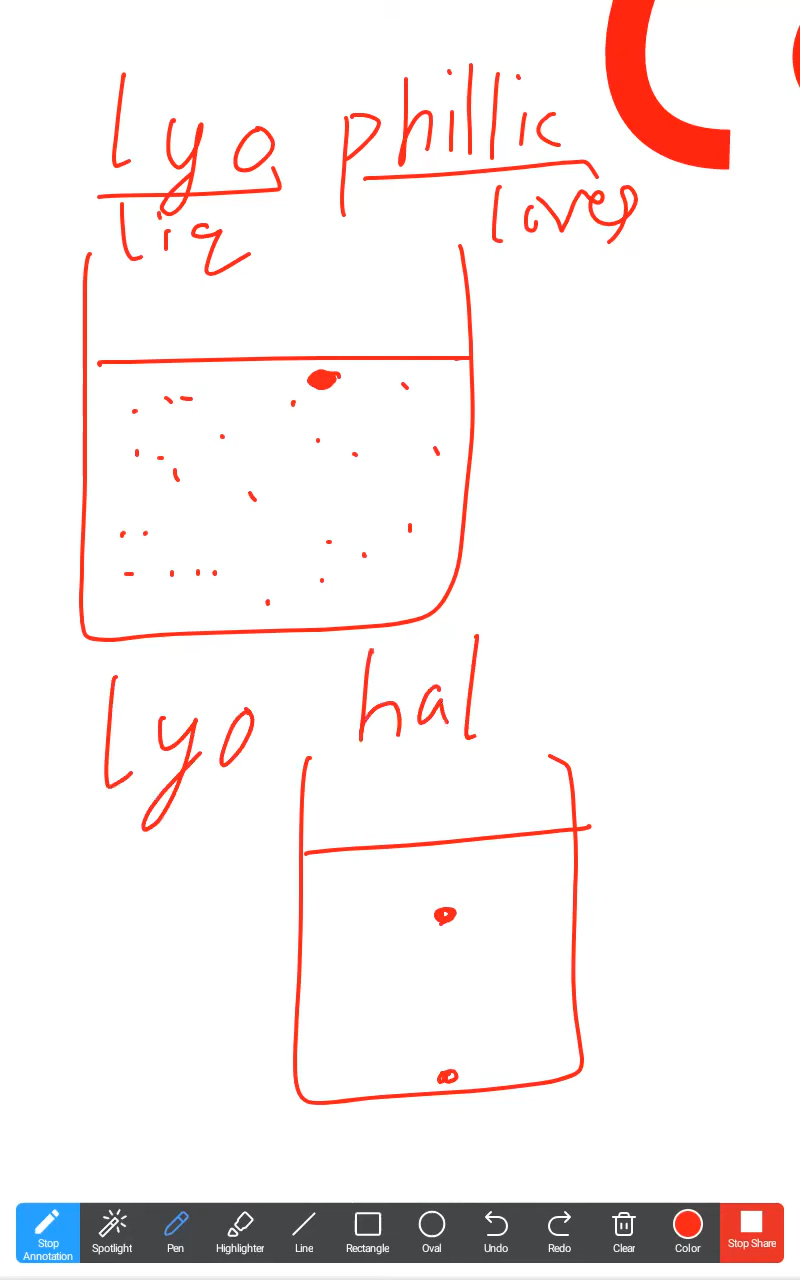 lyo phillic
liq loves
lyo hal
Stop Annotation
Spotlight
Pen
Highlighter
Line
Rectangle
Oval
Undo
Redo
Clear
Color
Stop Share